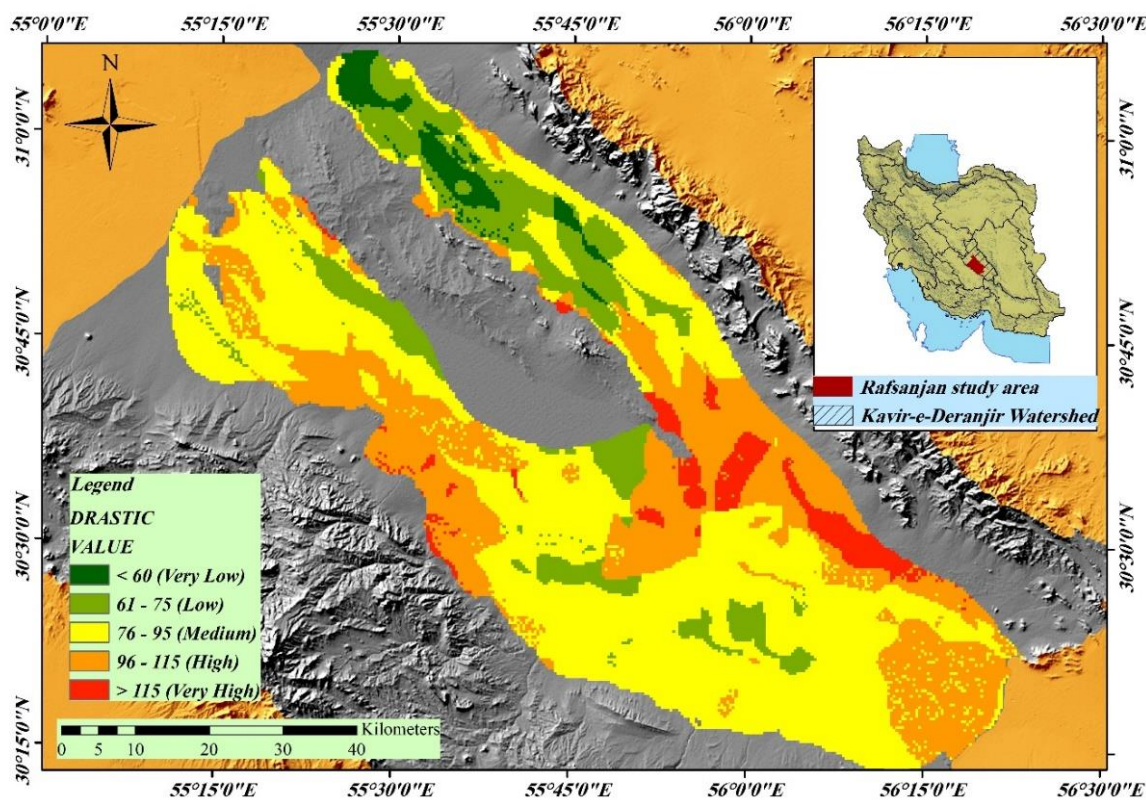 55°0'0"E 55°15'0"E 55°30'0"E 55°45'0"E 56°0'0"E 56°15'0"E 56°30'0"E
N
31°0'0"N
31°0'0"N
30°45'0"N
30°45'0"N
Rafsanjan study area
Kavir-e-Deranjir Watershed
Legend
DRASTIC
VALUE
< 60 (Very Low)
61 - 75 (Low)
76 - 95 (Medium)
96 - 115 (High)
> 115 (Very High)
30°30'0"N
30°30'0"N
Kilometers
0 5 10 20 30 40
30°15'0"N
30°15'0"N
55°15'0"E 55°30'0"E 55°45'0"E 56°0'0"E 56°15'0"E 56°30'0"E